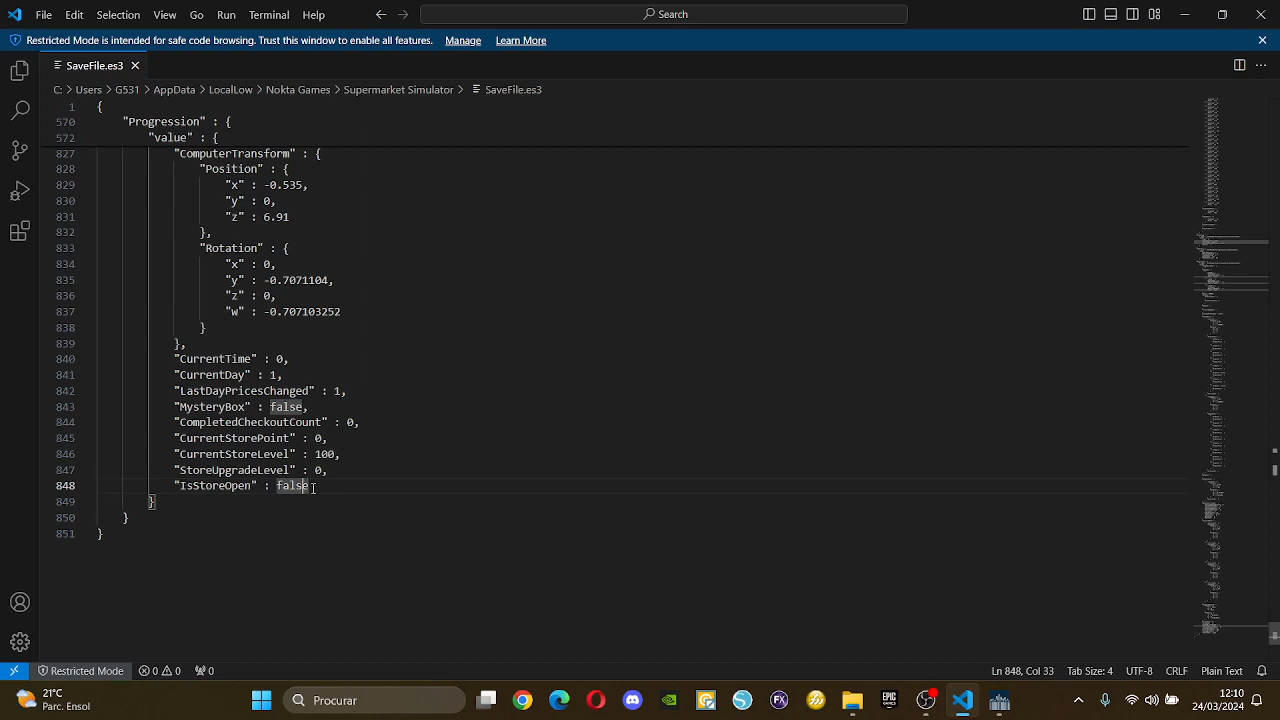 File Edit Selection View Go Run Terminal Help Search
Restricted Mode is intended for safe code browsing. Trust this window to enable all features. Manage Learn More
SaveFile.es3
C: > Users > G531 > AppData > LocalLow > Nokta Games > Supermarket Simulator > SaveFile.es3
1 {
570 "Progression" : {
572 "value" : {
827 "ComputerTransform" : {
828 "Position" : {
829 "x" : -0.535,
830 "y" : 0,
831 "z" : 6.91
832 },
833 "Rotation" : {
834 "x" : 0,
835 "y" : -0.7071104,
836 "z" : 0,
837 "w" : -0.707103252
838 }
839 },
840 "CurrentTime" : 0,
841 "CurrentDay" : 1,
842 "LastDayPricesChanged" : 1,
843 "MysteryBox" : false,
844 "CompletedCheckoutCount" : 0,
845 "CurrentStorePoint" : 0,
846 "CurrentStoreLevel" : 100,
847 "StoreUpgradeLevel" : 0,
848 "IsStoreOpen" : false
849 }
850 }
851 }
Restricted Mode 0 0 0 Ln 848, Col 33 Tab Size: 4 UTF-8 CRLF Plain Text
21°C
Parc. Ensol
Procurar
EPIC GAMES
FX
12:10
24/03/2024